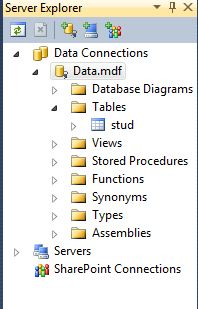 Server Explorer
Data Connections
Data.mdf
Database Diagrams
Tables
stud
Views
Stored Procedures
Functions
Synonyms
Types
Assemblies
Servers
SharePoint Connections